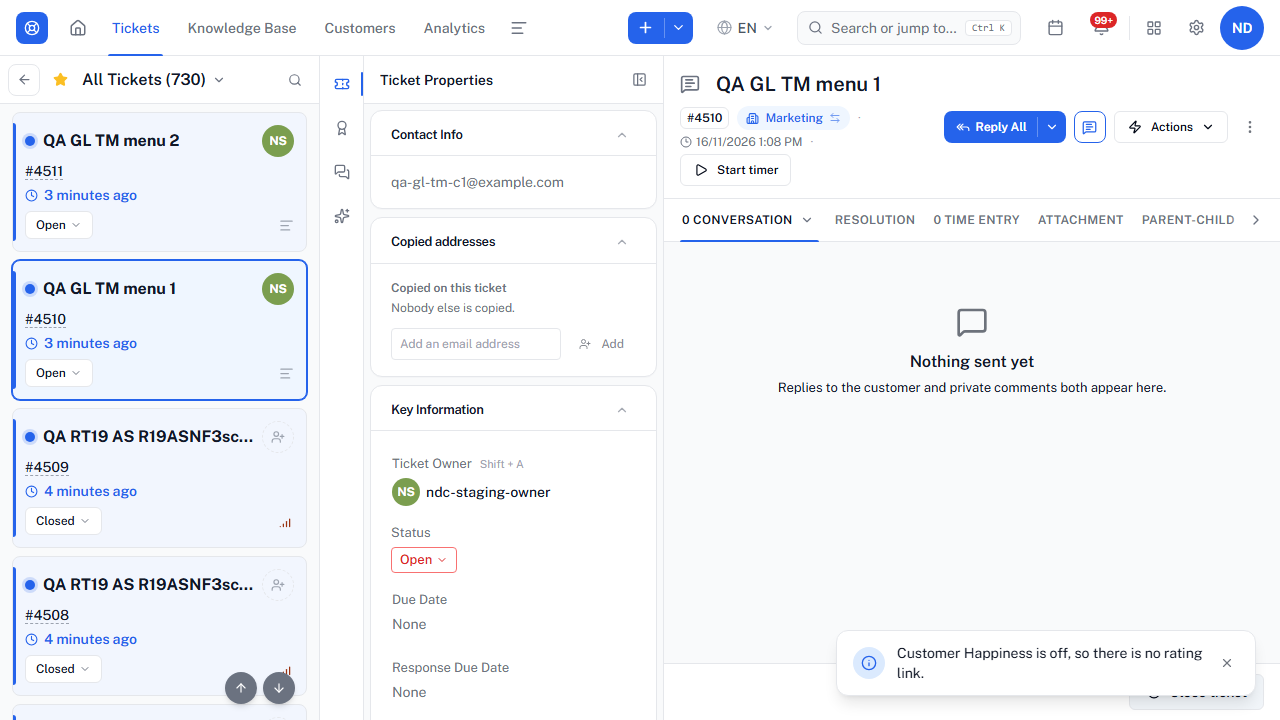 Tickets
Knowledge Base
Customers
Analytics
EN
Search or jump to...
Ctrl K
99+
ND
All Tickets (730)
QA GL TM menu 2
NS
#4511
3 minutes ago
Open
QA GL TM menu 1
NS
#4510
3 minutes ago
Open
QA RT19 AS R19ASNF3sc...
#4509
4 minutes ago
Closed
QA RT19 AS R19ASNF3sc...
#4508
4 minutes ago
Closed
Ticket Properties
Contact Info
qa-gl-tm-c1@example.com
Copied addresses
Copied on this ticket
Nobody else is copied.
Add an email address
Add
Key Information
Ticket Owner Shift + A
NS ndc-staging-owner
Status
Open
Due Date
None
Response Due Date
None
QA GL TM menu 1
#4510
Marketing
16/11/2026 1:08 PM
Start timer
Reply All
Actions
0 CONVERSATION
RESOLUTION
0 TIME ENTRY
ATTACHMENT
PARENT-CHILD
Nothing sent yet
Replies to the customer and private comments both appear here.
Customer Happiness is off, so there is no rating
link.